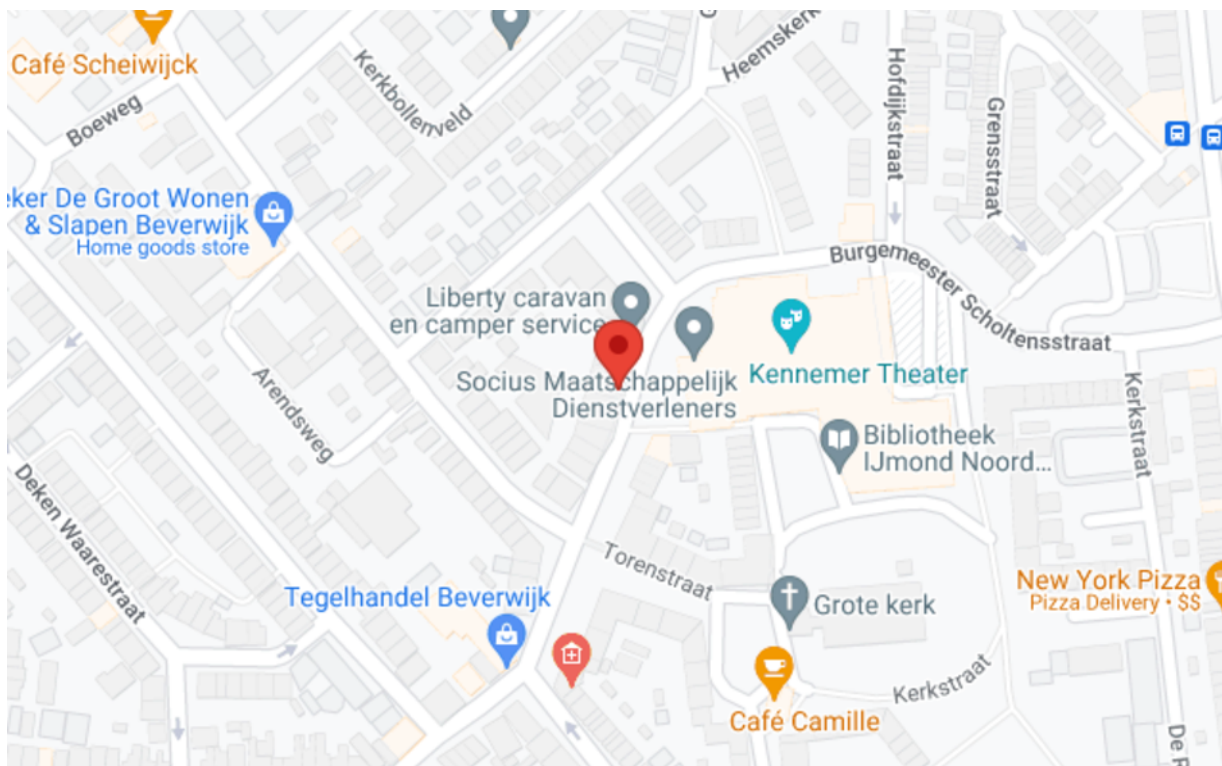 Café Scheiwijck
Boeweg
Kerkbollenveld
Heemskerk
Hofdijkstraat
Grensstraat
eker De Groot Wonen
& Slapen Beverwijk
Home goods store
Burgemeester Scholtensstraat
Liberty caravan
en camper service
Kennemer Theater
Socius Maatschappelijk
Dienstverleners
Arendsweg
Kerkstraat
Bibliotheek
IJmond Noord...
Deken Waarestraat
Torenstraat
Tegelhandel Beverwijk
Grote kerk
New York Pizza
Pizza Delivery • $$
Kerkstraat
Café Camille